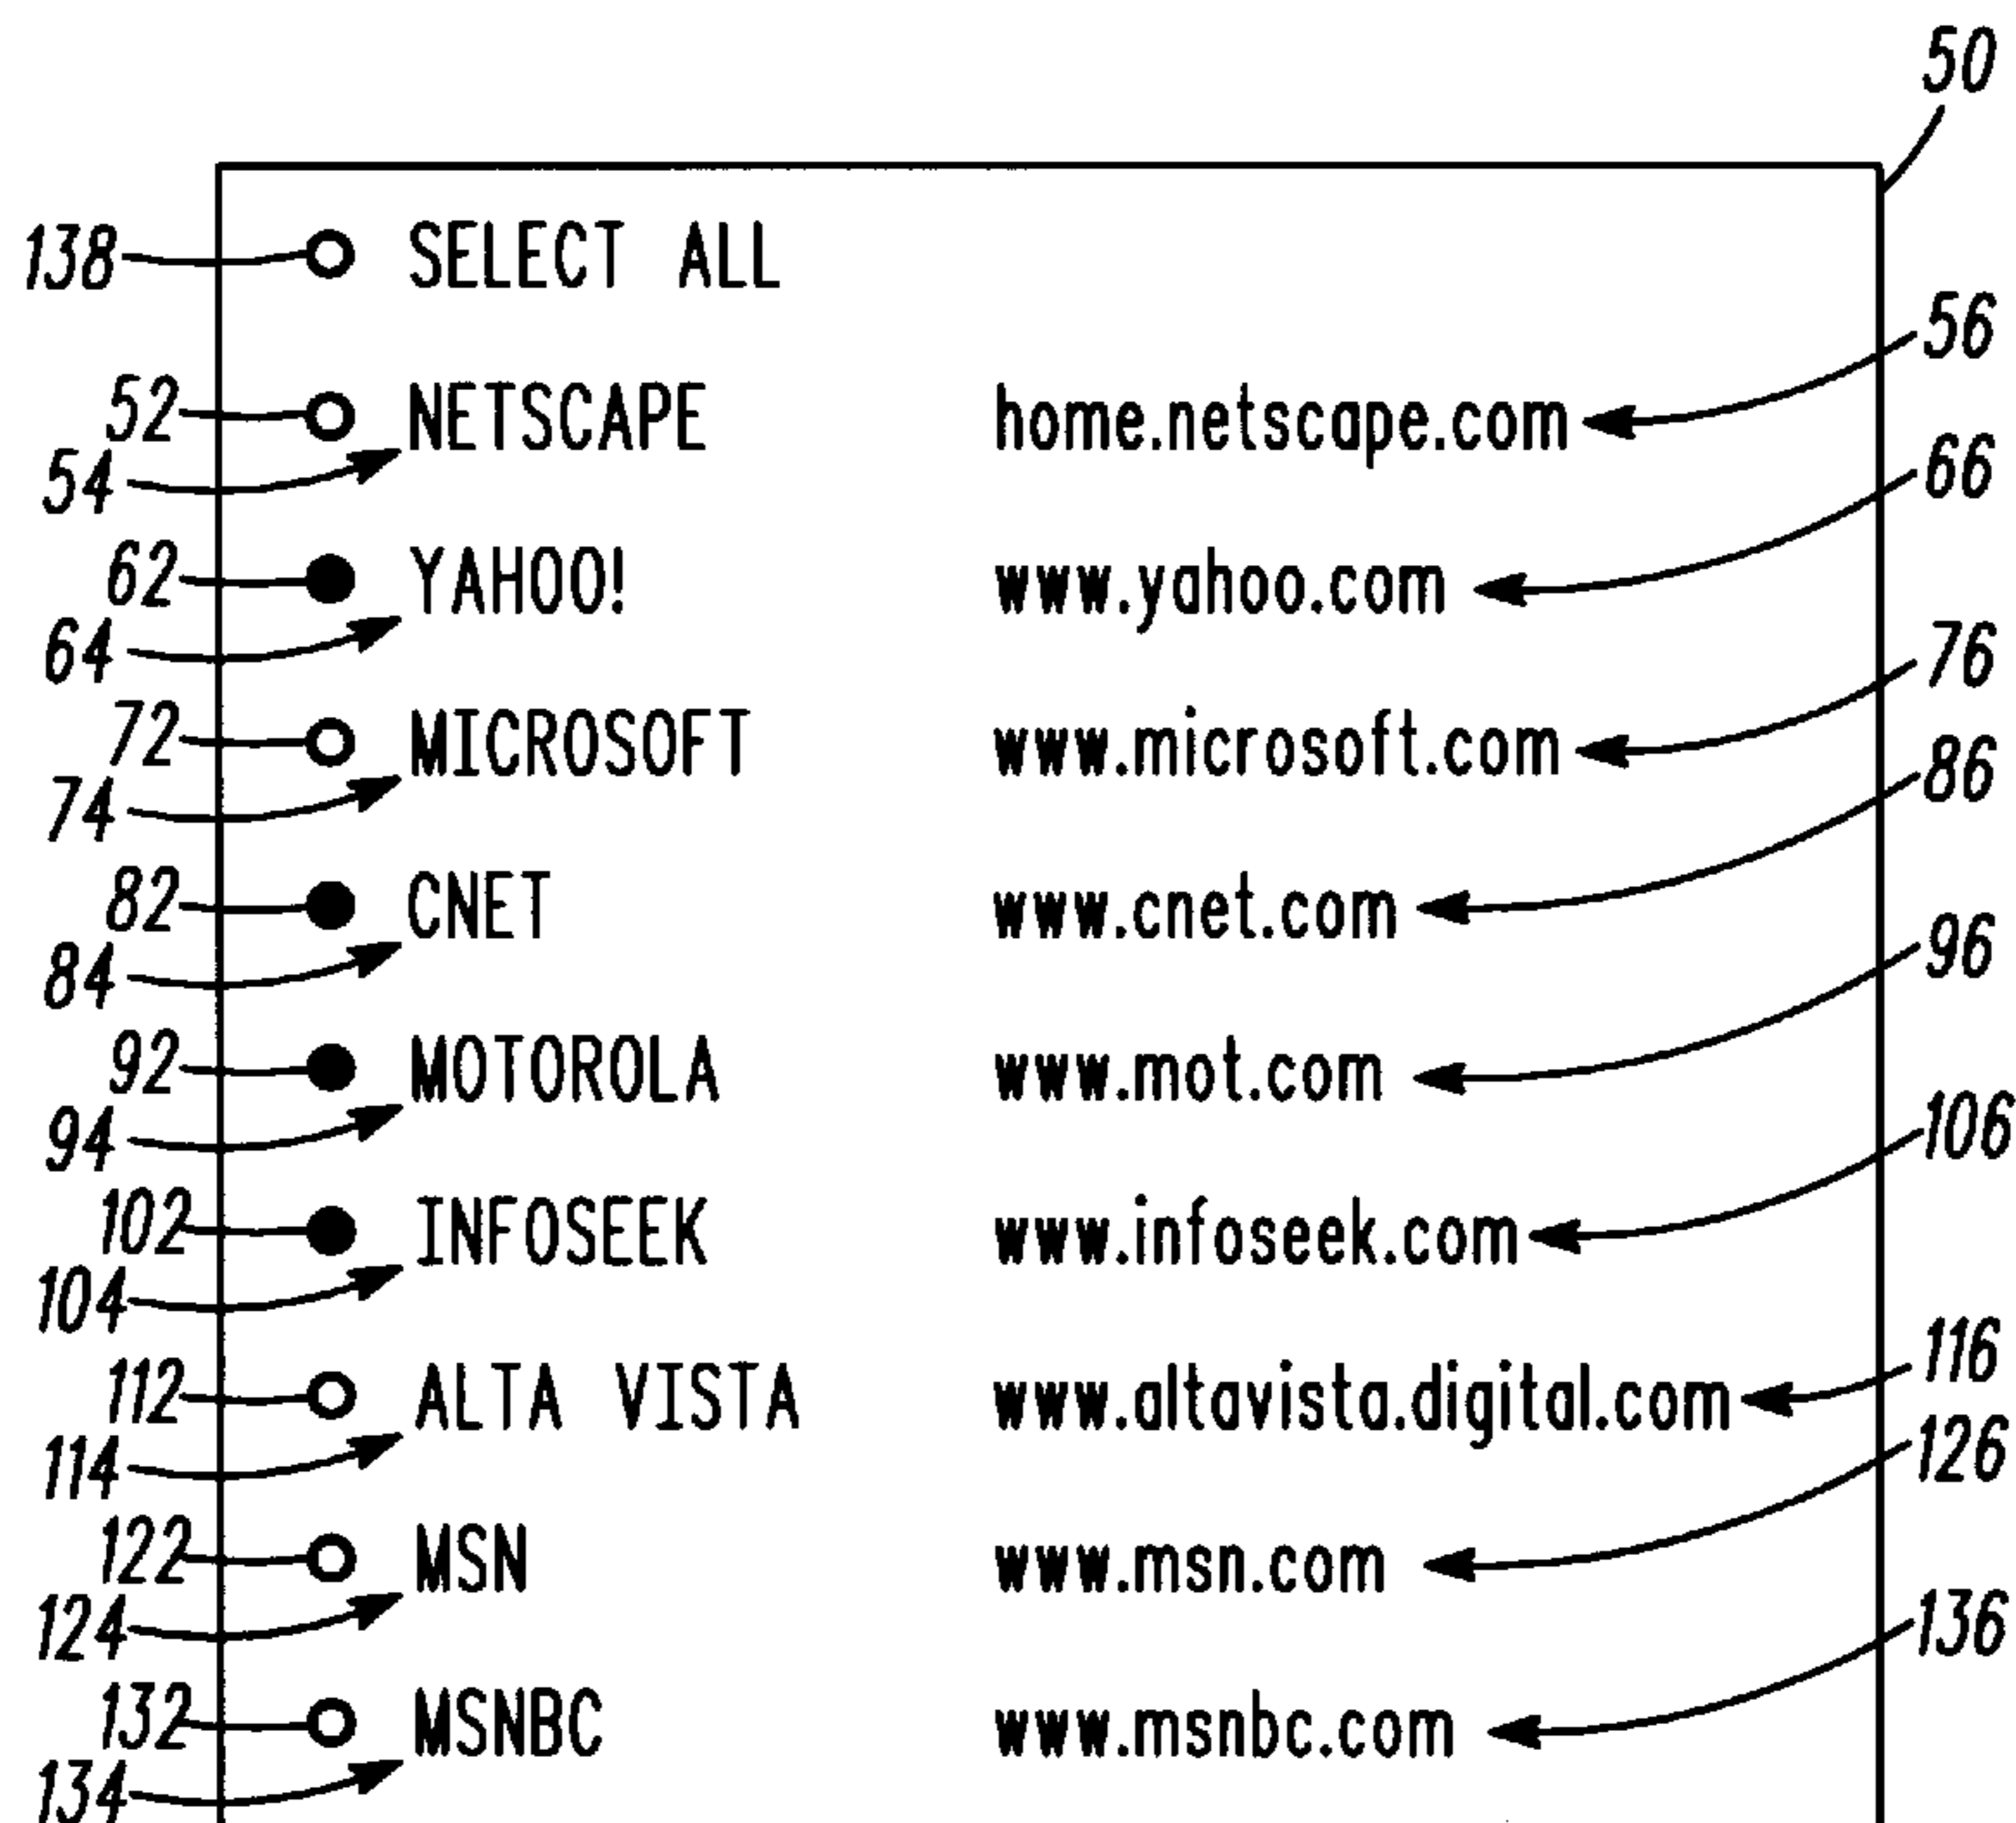 50
138 SELECT ALL
56
52 NETSCAPE home.netscape.com
54
66
62 YAHOO! www.yahoo.com
64
76
72 MICROSOFT www.microsoft.com
74
86
82 CNET www.cnet.com
84
96
92 MOTOROLA www.mot.com
94
106
102 INFOSEEK www.infoseek.com
104
116
112 ALTA VISTA www.altavista.digital.com
114
126
122 MSN www.msn.com
124
136
132 MSNBC www.msnbc.com
134